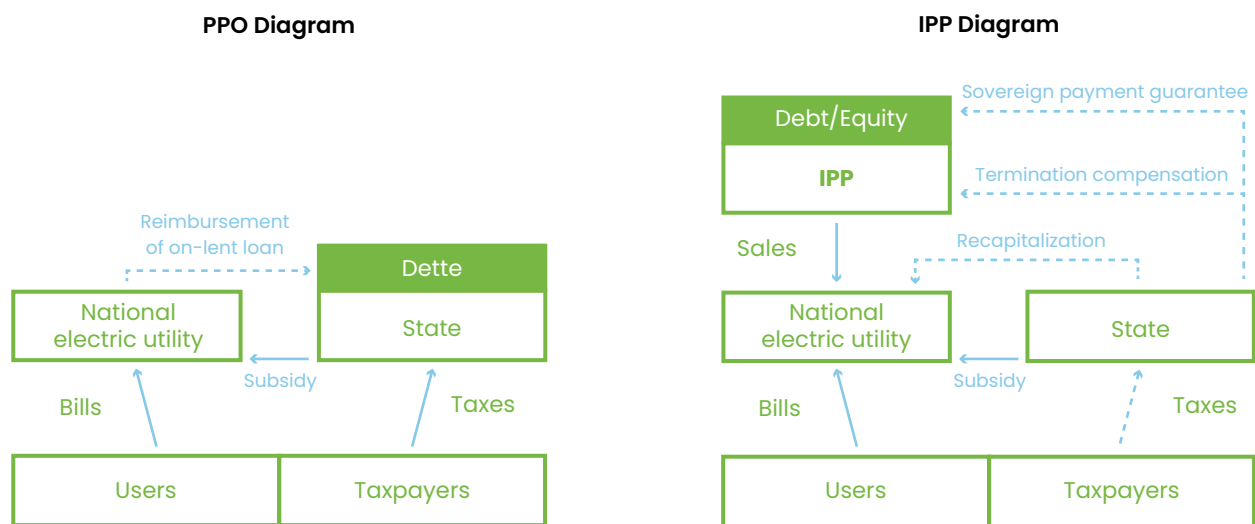 PPO Diagram
Reimbursement
of on-lent loan
Dette
National
electric utility
State
Subsidy
Bills
Taxes
Users
Taxpayers
IPP Diagram
Sovereign payment guarantee
Debt/Equity
IPP
Termination compensation
Sales
Recapitalization
National
electric utility
State
Subsidy
Bills
Taxes
Users
Taxpayers